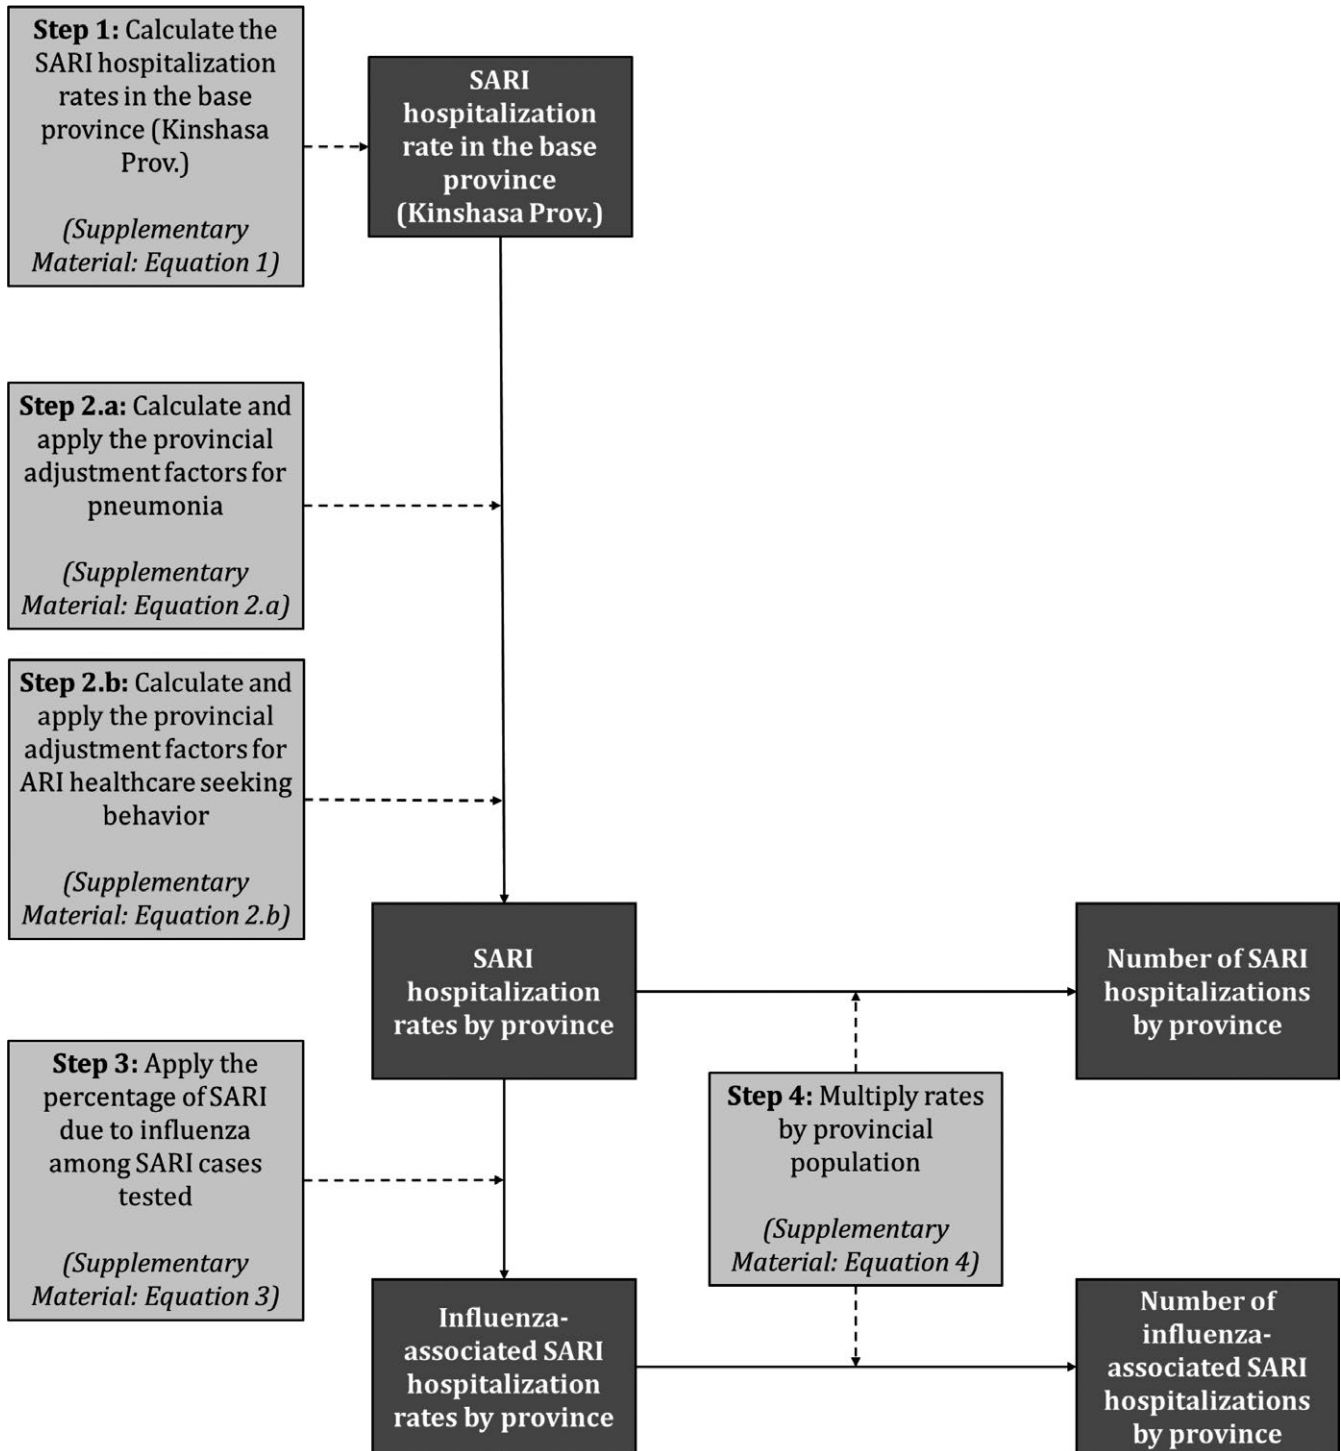 Step 1: Calculate the
SARI hospitalization
rates in the base
province (Kinshasa
Prov.)
(Supplementary
Material: Equation 1)
SARI
hospitalization
rate in the base
province
(Kinshasa Prov.)
Step 2.a: Calculate and
apply the provincial
adjustment factors for
pneumonia
(Supplementary
Material: Equation 2.a)
Step 2.b: Calculate and
apply the provincial
adjustment factors for
ARI healthcare seeking
behavior
(Supplementary
Material: Equation 2.b)
SARI
hospitalization
rates by province
Number of SARI
hospitalizations
by province
Step 3: Apply the
percentage of SARI
due to influenza
among SARI cases
tested
(Supplementary
Material: Equation 3)
Step 4: Multiply rates
by provincial
population
(Supplementary
Material: Equation 4)
Influenza-
associated SARI
hospitalization
rates by province
Number of
influenza-
associated SARI
hospitalizations
by province